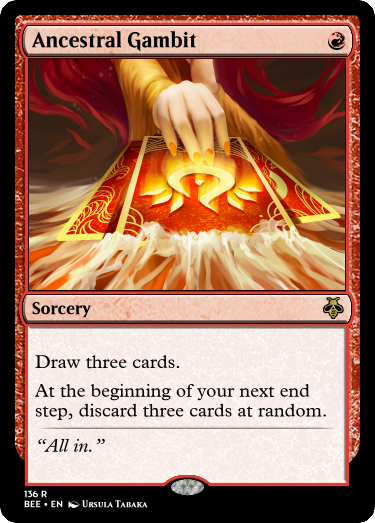 Ancestral Gambit
Sorcery
Draw three cards.
At the beginning of your next end
step, discard three cards at random.
“All in.”
136 R
BEE • EN Ursula Tabaka